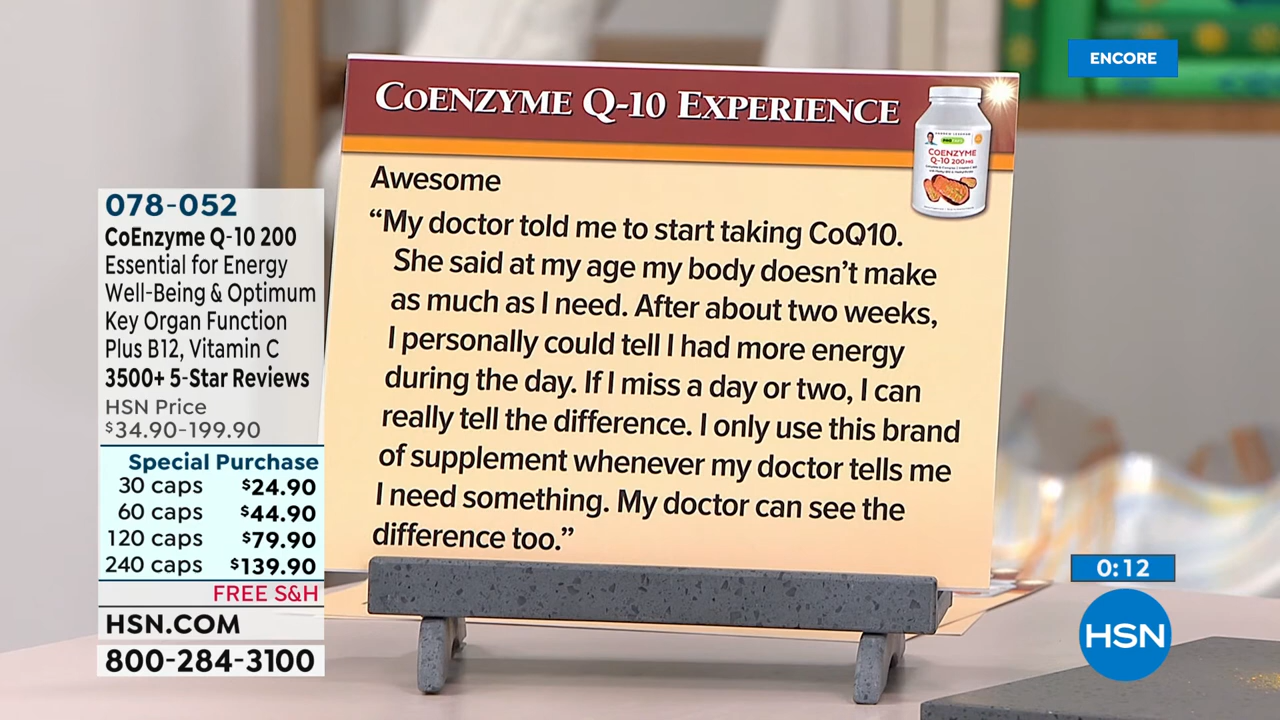 ENCORE
COENZYME Q-10 EXPERIENCE
COENZYME
Q-10 200 MG
Awesome
“My doctor told me to start taking CoQ10.
She said at my age my body doesn’t make
as much as I need. After about two weeks,
I personally could tell I had more energy
during the day. If I miss a day or two, I can
really tell the difference. I only use this brand
of supplement whenever my doctor tells me
I need something. My doctor can see the
difference too.”
078-052
CoEnzyme Q-10 200
Essential for Energy
Well-Being & Optimum
Key Organ Function
Plus B12, Vitamin C
3500+ 5-Star Reviews
HSN Price
$34.90-199.90
Special Purchase
30 caps $24.90
60 caps $44.90
120 caps $79.90
240 caps $139.90
FREE S&H
HSN.COM
800-284-3100
0:12
HSN